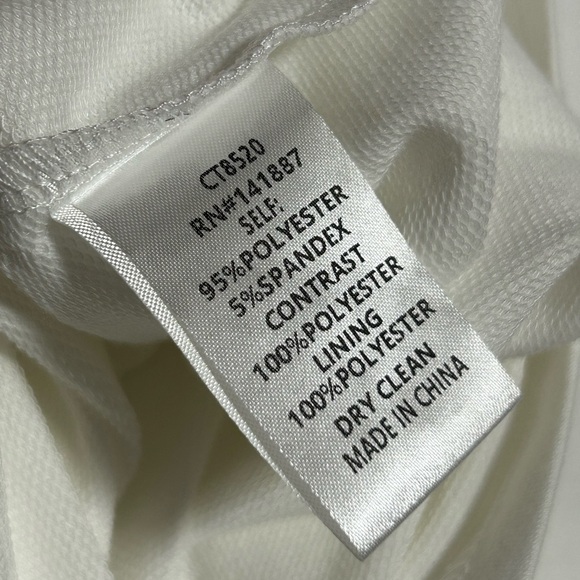 CT8520
RN#141887
SELF:
95%POLYESTER
5%SPANDEX
CONTRAST
100%POLYESTER
LINING
100%POLYESTER
DRY CLEAN
MADE IN CHINA